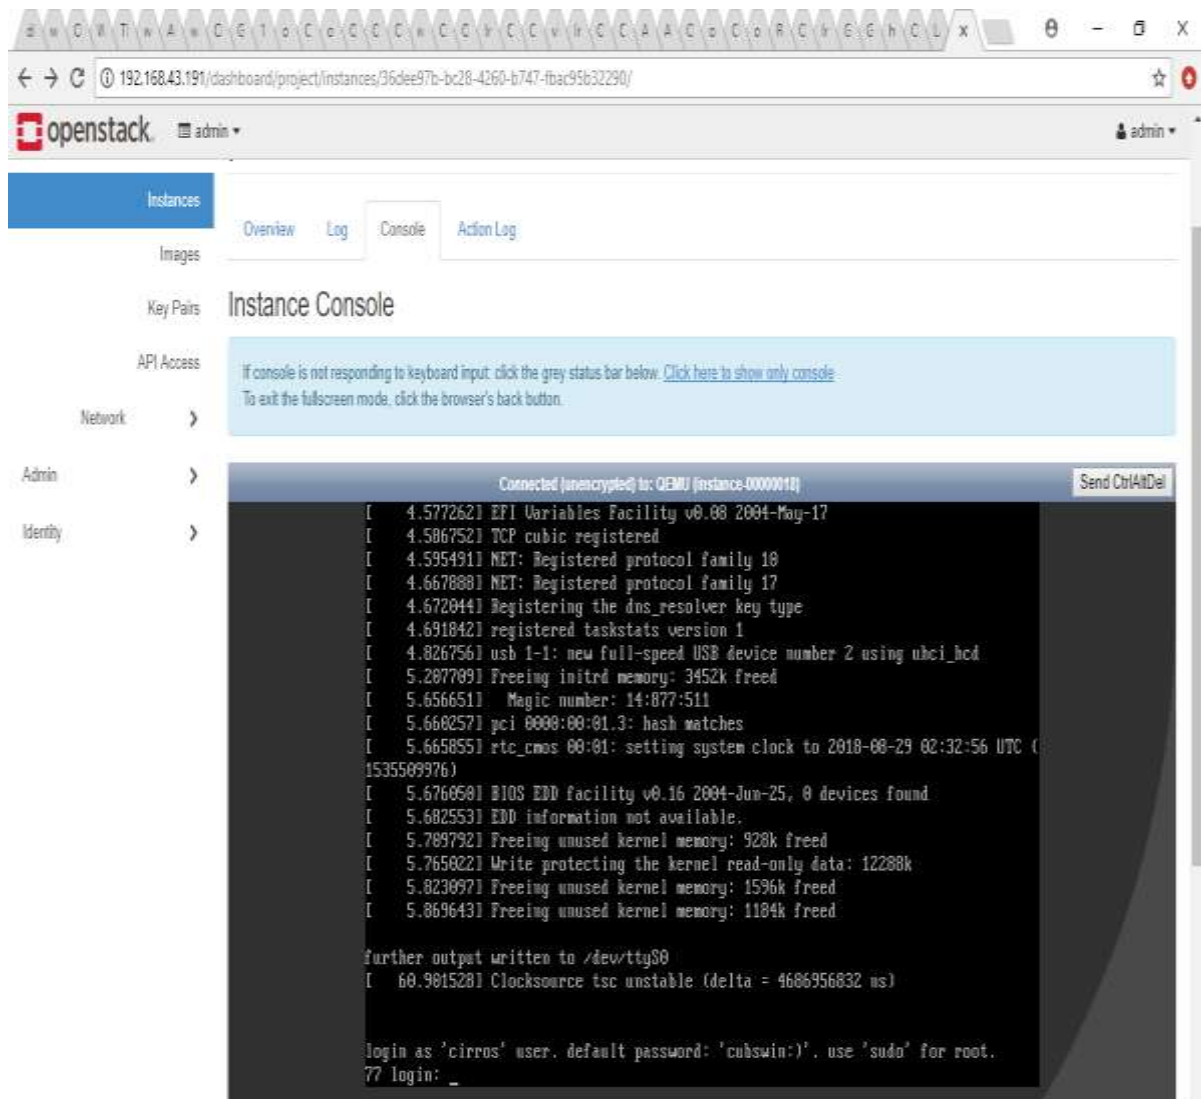 192.168.43.191/dashboard/project/instances/36dee97b-bc28-4260-b747-fbac95b32290/
openstack. admin admin
Instances
Overview Log Console Action Log
Images
Key Pairs
Instance Console
API Access
If console is not responding to keyboard input: click the grey status bar below. Click here to show only console
To exit the fullscreen mode, click the browser's back button.
Network
Admin
Identity
Connected (unencrypted) to: QEMU (instance-00000018)
Send CtrlAltDel
[ 4.577262] EFI Variables Facility v0.08 2004-May-17
[ 4.586752] TCP cubic registered
[ 4.595491] NET: Registered protocol family 10
[ 4.667888] NET: Registered protocol family 17
[ 4.672044] Registering the dns_resolver key type
[ 4.691842] registered taskstats version 1
[ 4.826756] usb 1-1: new full-speed USB device number 2 using uhci_hcd
[ 5.207709] Freeing initrd memory: 3452k freed
[ 5.656651] Magic number: 14:877:511
[ 5.660257] pci 0000:00:01.3: hash matches
[ 5.665855] rtc_cmos 00:01: setting system clock to 2018-08-29 02:32:56 UTC (
1535509976)
[ 5.676050] BIOS EDD facility v0.16 2004-Jun-25, 0 devices found
[ 5.682553] EDD information not available.
[ 5.709792] Freeing unused kernel memory: 928k freed
[ 5.765022] Write protecting the kernel read-only data: 12288k
[ 5.823097] Freeing unused kernel memory: 1596k freed
[ 5.869643] Freeing unused kernel memory: 1184k freed
further output written to /dev/ttyS0
[ 60.901528] Clocksource tsc unstable (delta = 4686956832 ns)
login as 'cirros' user. default password: 'cubswin:)'. use 'sudo' for root.
77 login: _